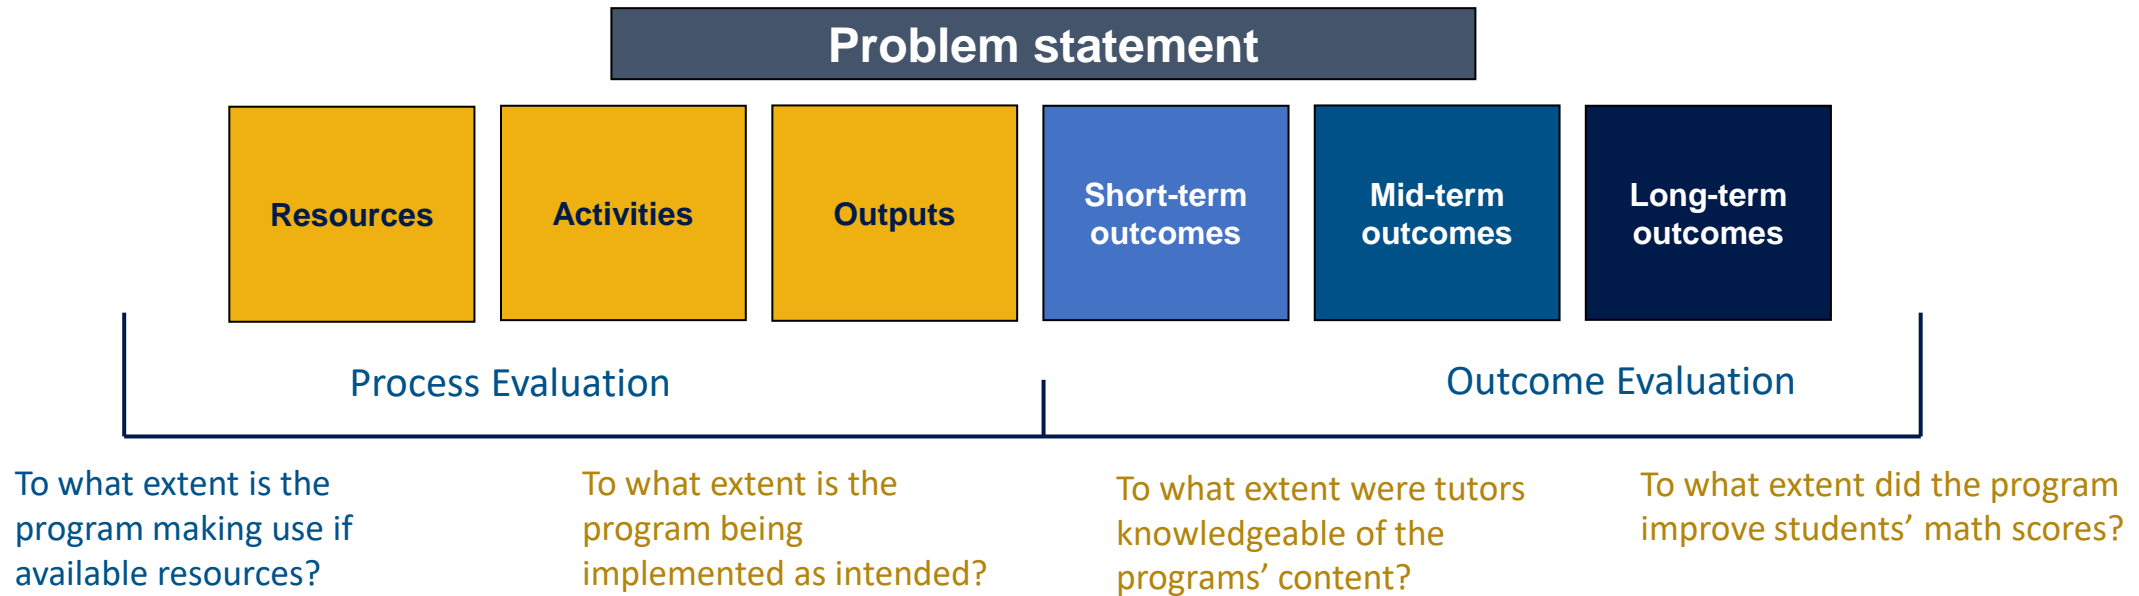 Problem statement
Resources
Activities
Outputs
Short-term
outcomes
Mid-term
outcomes
Long-term
outcomes
Process Evaluation
Outcome Evaluation
To what extent is the
program making use if
available resources?
To what extent is the
program being
implemented as intended?
To what extent were tutors
knowledgeable of the
programs’ content?
To what extent did the program
improve students’ math scores?